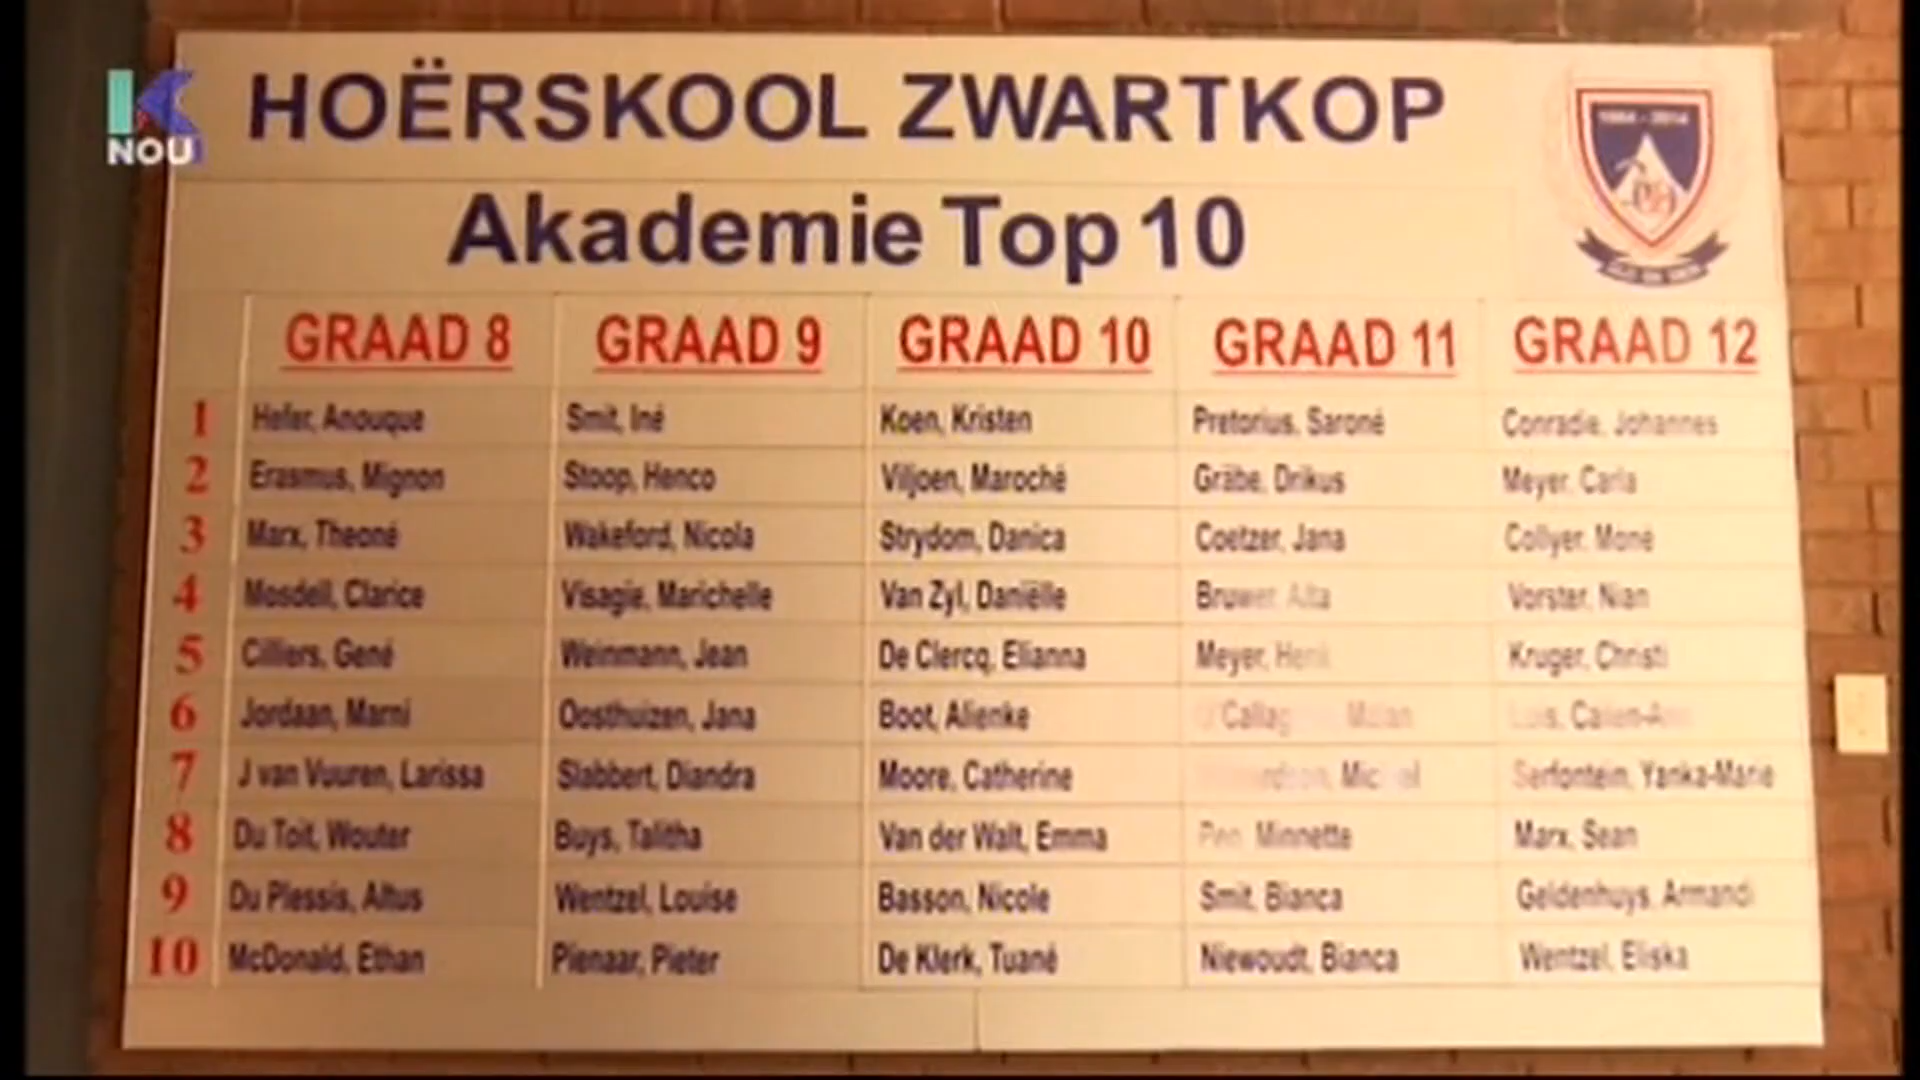 K
NOU
HOËRSKOOL ZWARTKOP
1964 - 2014
Akademie Top 10
GRAAD 8 GRAAD 9 GRAAD 10 GRAAD 11 GRAAD 12
1 Hefer, Anouque Smit, Iné Koen, Kristen Pretorius, Saroné Conradie, Johannes
2 Erasmus, Mignon Stoop, Henco Viljoen, Maroché Gräbe, Drikus Meyer, Carla
3 Marx, Theoné Wakeford, Nicola Strydom, Danica Coetzer, Jana Collyer, Moné
4 Mosdell, Clarice Visagie, Marichelle Van Zyl, Daniëlle Bruwer, Vorster, Nian
5 Cilliers, Gené Weinmann, Jean De Clercq, Elianna Meyer, Kruger, Christi
6 Jordaan, Marni Oosthuizen, Jana Boot, Alienke
7 J van Vuuren, Larissa Slabbert, Diandra Moore, Catherine Serfontein, Yanka-Marie
8 Du Toit, Wouter Buys, Talitha Van der Walt, Emma Minnette Marx, Sean
9 Du Plessis, Altus Wentzel, Louise Basson, Nicole Smit, Bianca Geldenhuys, Armandi
10 McDonald, Ethan Pienaar, Pieter De Klerk, Tuané Niewoudt, Bianca Wentzel, Eliska